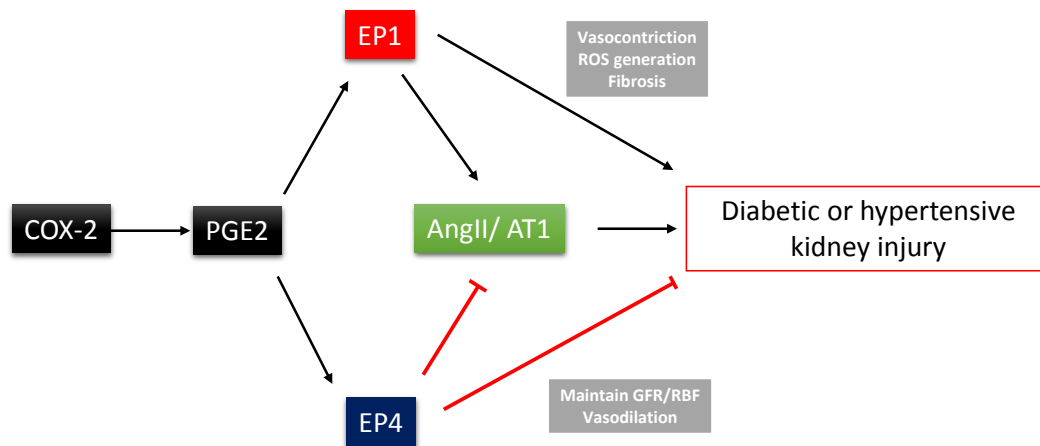 EP1
Vasocontriction
ROS generation
Fibrosis
COX-2
PGE2
AngII/ AT1
Diabetic or hypertensive
kidney injury
EP4
Maintain GFR/RBF
Vasodilation